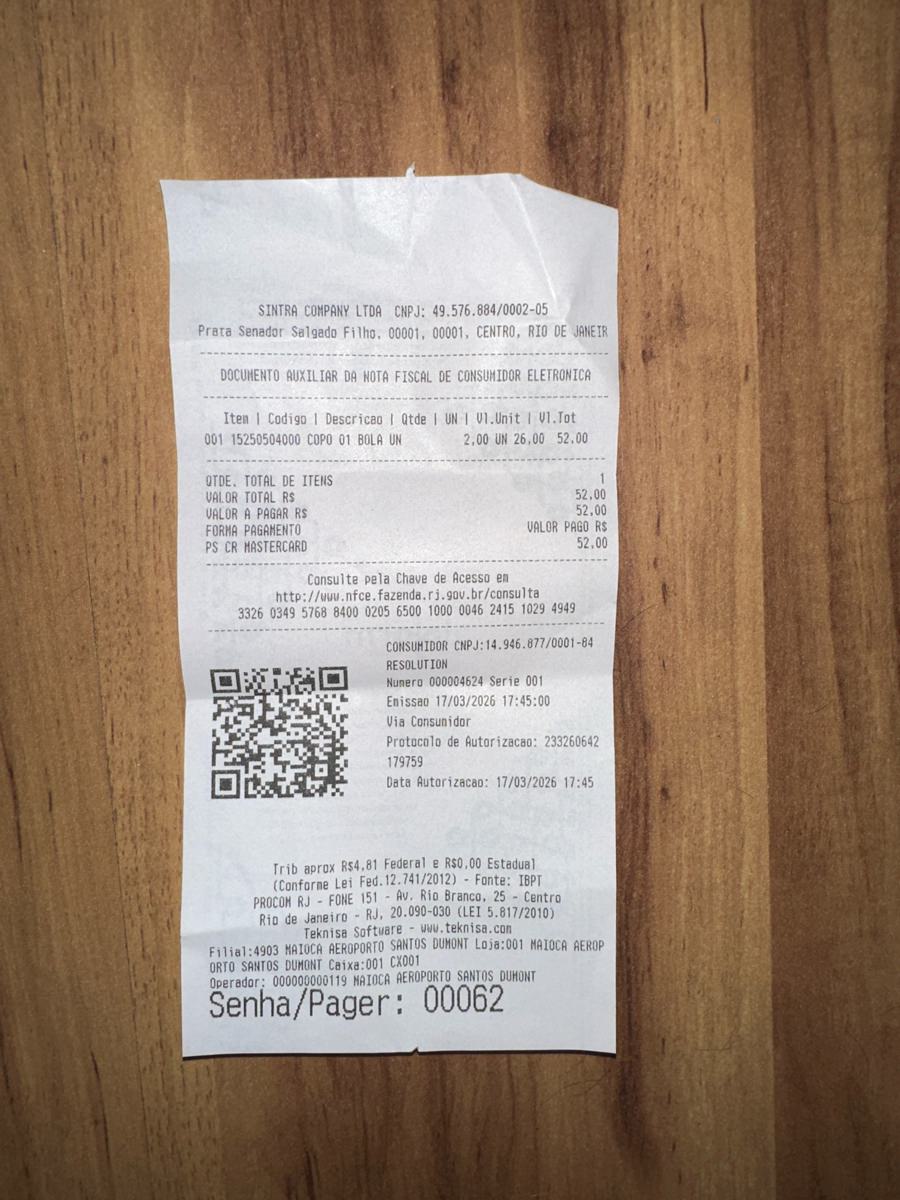 SINTRA COMPANY LTDA CNPJ: 49.576.884/0002-05
Prata Senador Salgado Filho, 00001, 00001, CENTRO, RIO DE JANEIR
DOCUMENTO AUXILIAR DA NOTA FISCAL DE CONSUMIDOR ELETRONICA
Item | Codigo | Descricao | Qtde | UN | Vl.Unit | Vl.Tot
001 15250504000 COPO 01 BOLA UN 2,00 UN 26,00 52,00
QTDE. TOTAL DE ITENS 1
VALOR TOTAL R$ 52,00
VALOR A PAGAR R$ 52,00
FORMA PAGAMENTO VALOR PAGO R$
PS CR MASTERCARD 52,00
Consulte pela Chave de Acesso em
http://www.nfce.fazenda.rj.gov.br/consulta
3326 0349 5768 8400 0205 6500 1000 0046 2415 1029 4949
CONSUMIDOR CNPJ:14.946.877/0001-84
RESOLUTION
Numero 000004624 Serie 001
Emissao 17/03/2026 17:45:00
Via Consumidor
Protocolo de Autorizacao: 233260642
179759
Data Autorizacao: 17/03/2026 17:45
Trib aprox R$4,81 Federal e R$0,00 Estadual
(Conforme Lei Fed.12.741/2012) - Fonte: IBPT
PROCON RJ - FONE 151 - Av. Rio Branco, 25 - Centro
Rio de Janeiro - RJ, 20.090-030 (LEI 5.817/2010)
Teknisa Software - www.teknisa.com
Filial:4903 MAIOCA AEROPORTO SANTOS DUMONT Loja:001 MAIOCA AEROP
ORTO SANTOS DUMONT Caixa:001 CX001
Operador: 000000000119 MAIOCA AEROPORTO SANTOS DUMONT
Senha/Pager: 00062